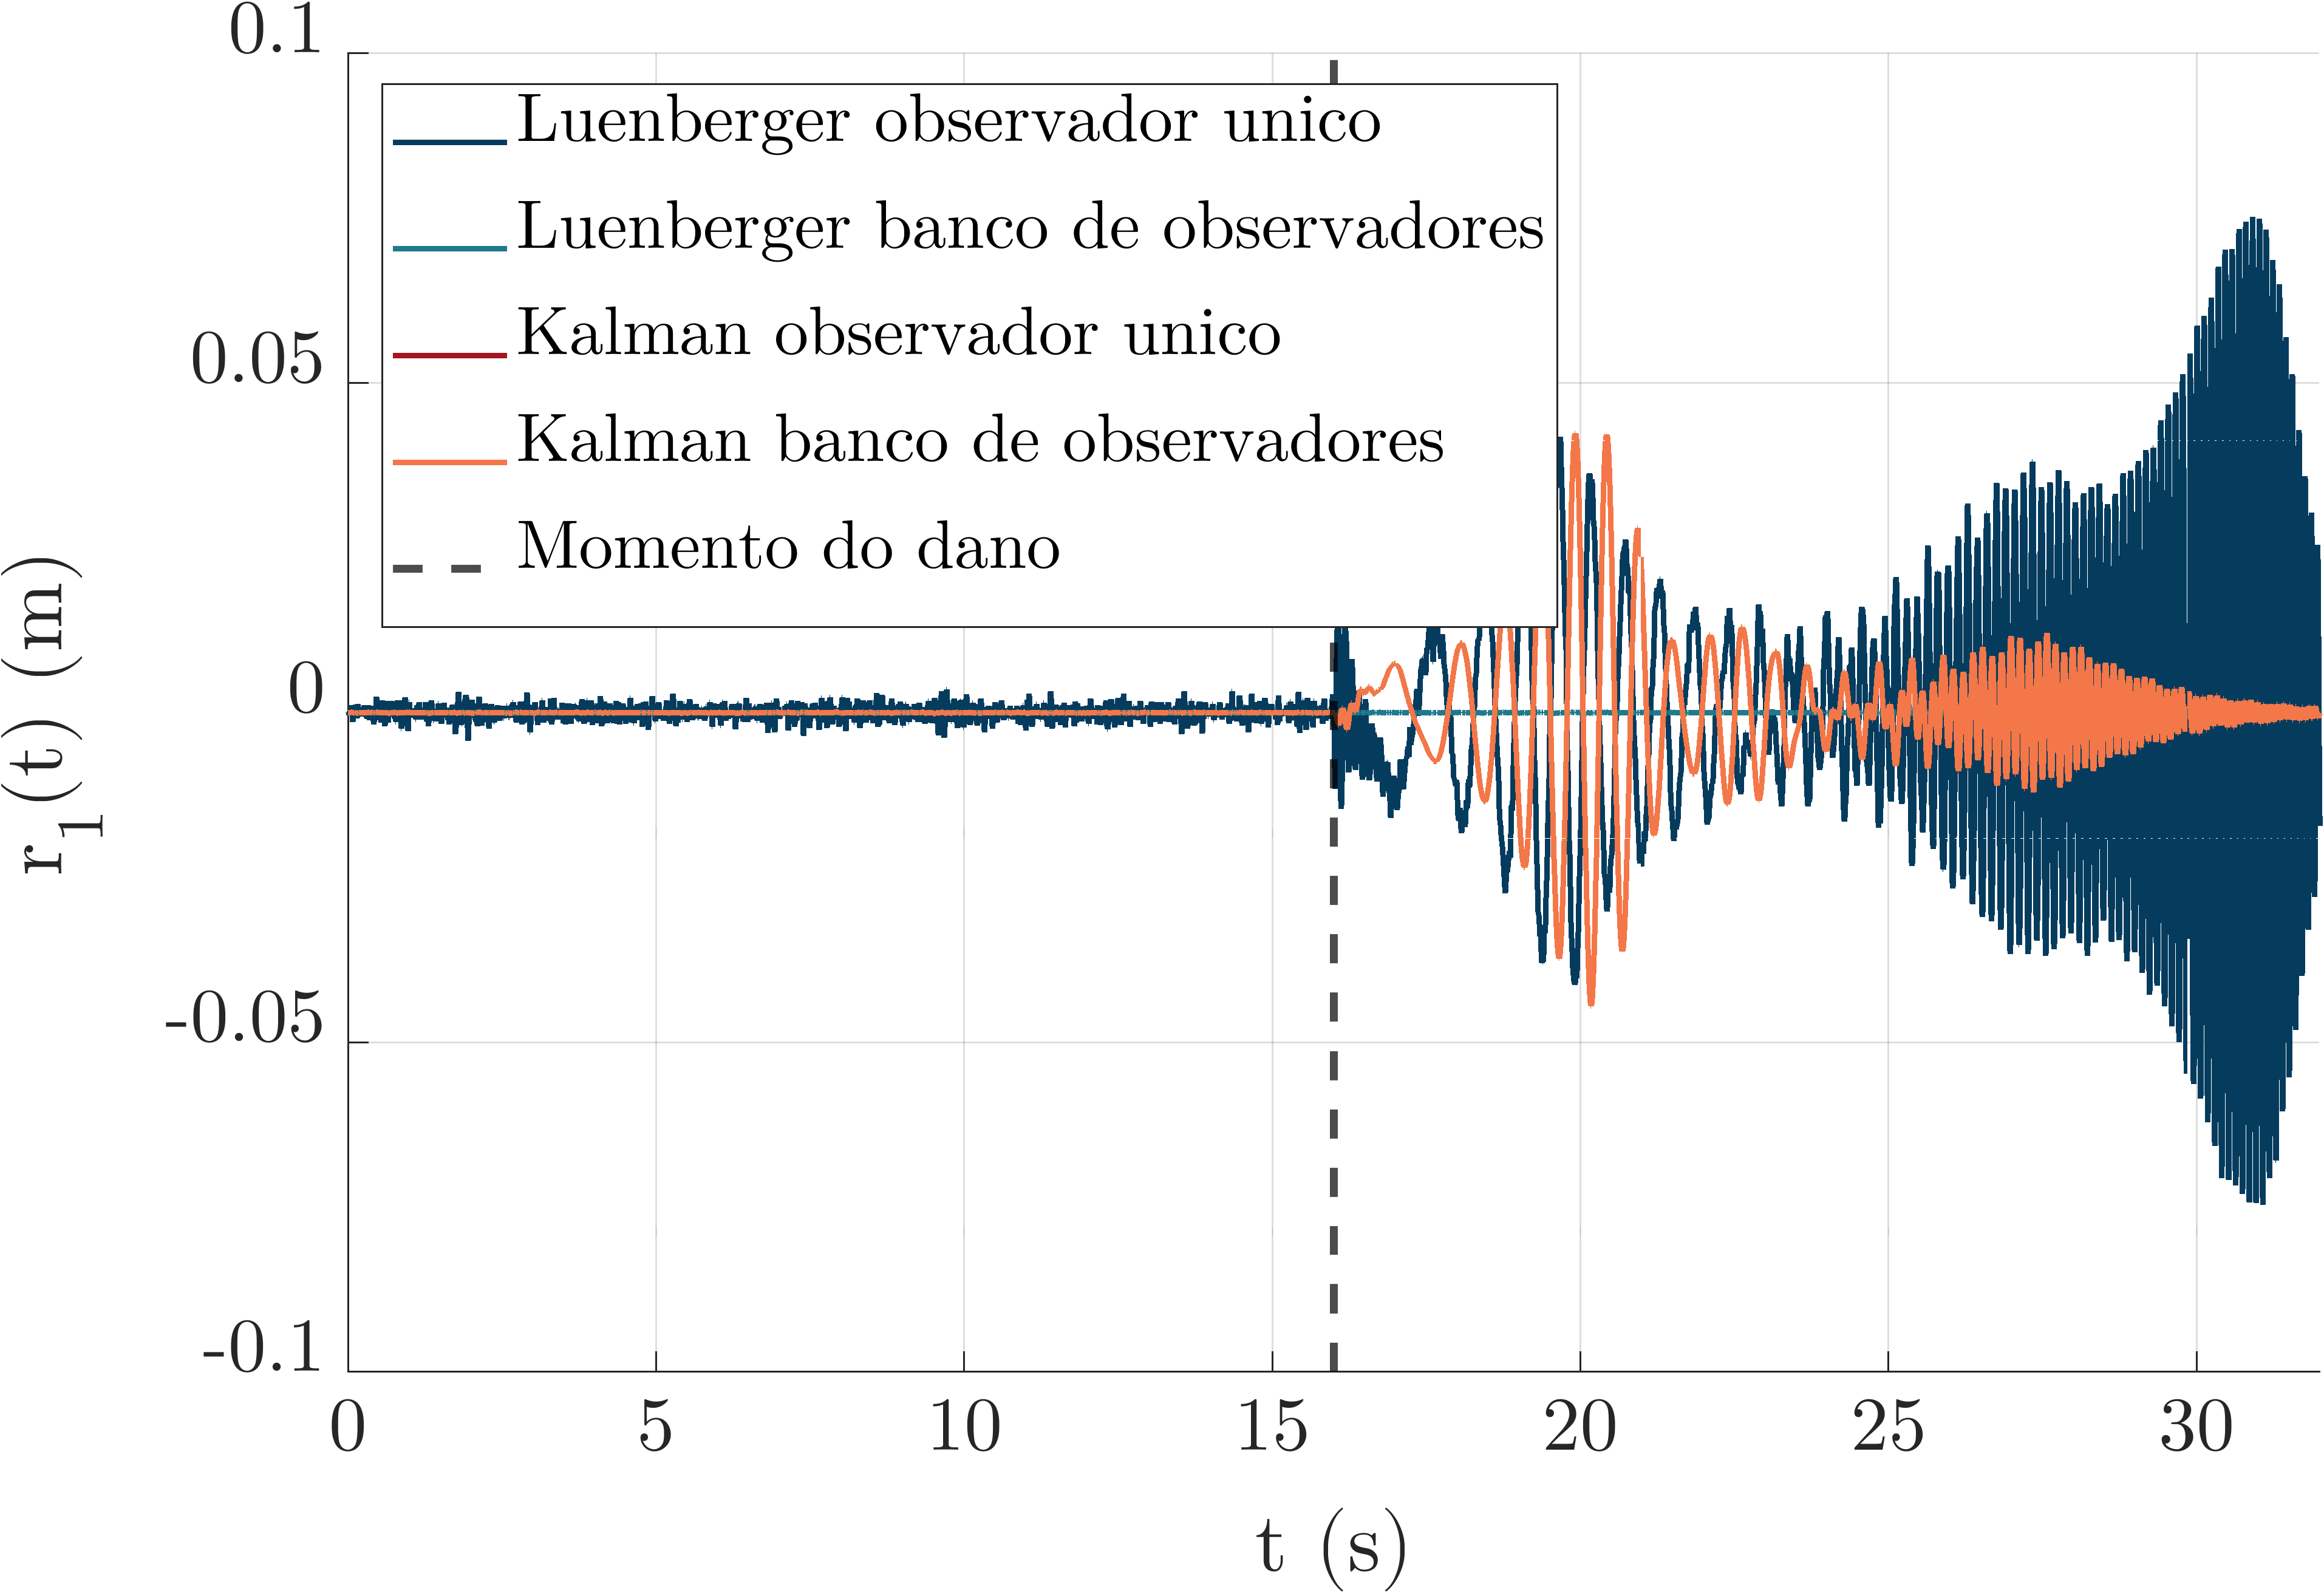 0.1
0.05
0
-0.05
-0.1
r1(t) (m)
Luenberger observador unico
Luenberger banco de observadores
Kalman observador unico
Kalman banco de observadores
Momento do dano
0 5 10 15 20 25 30
t (s)